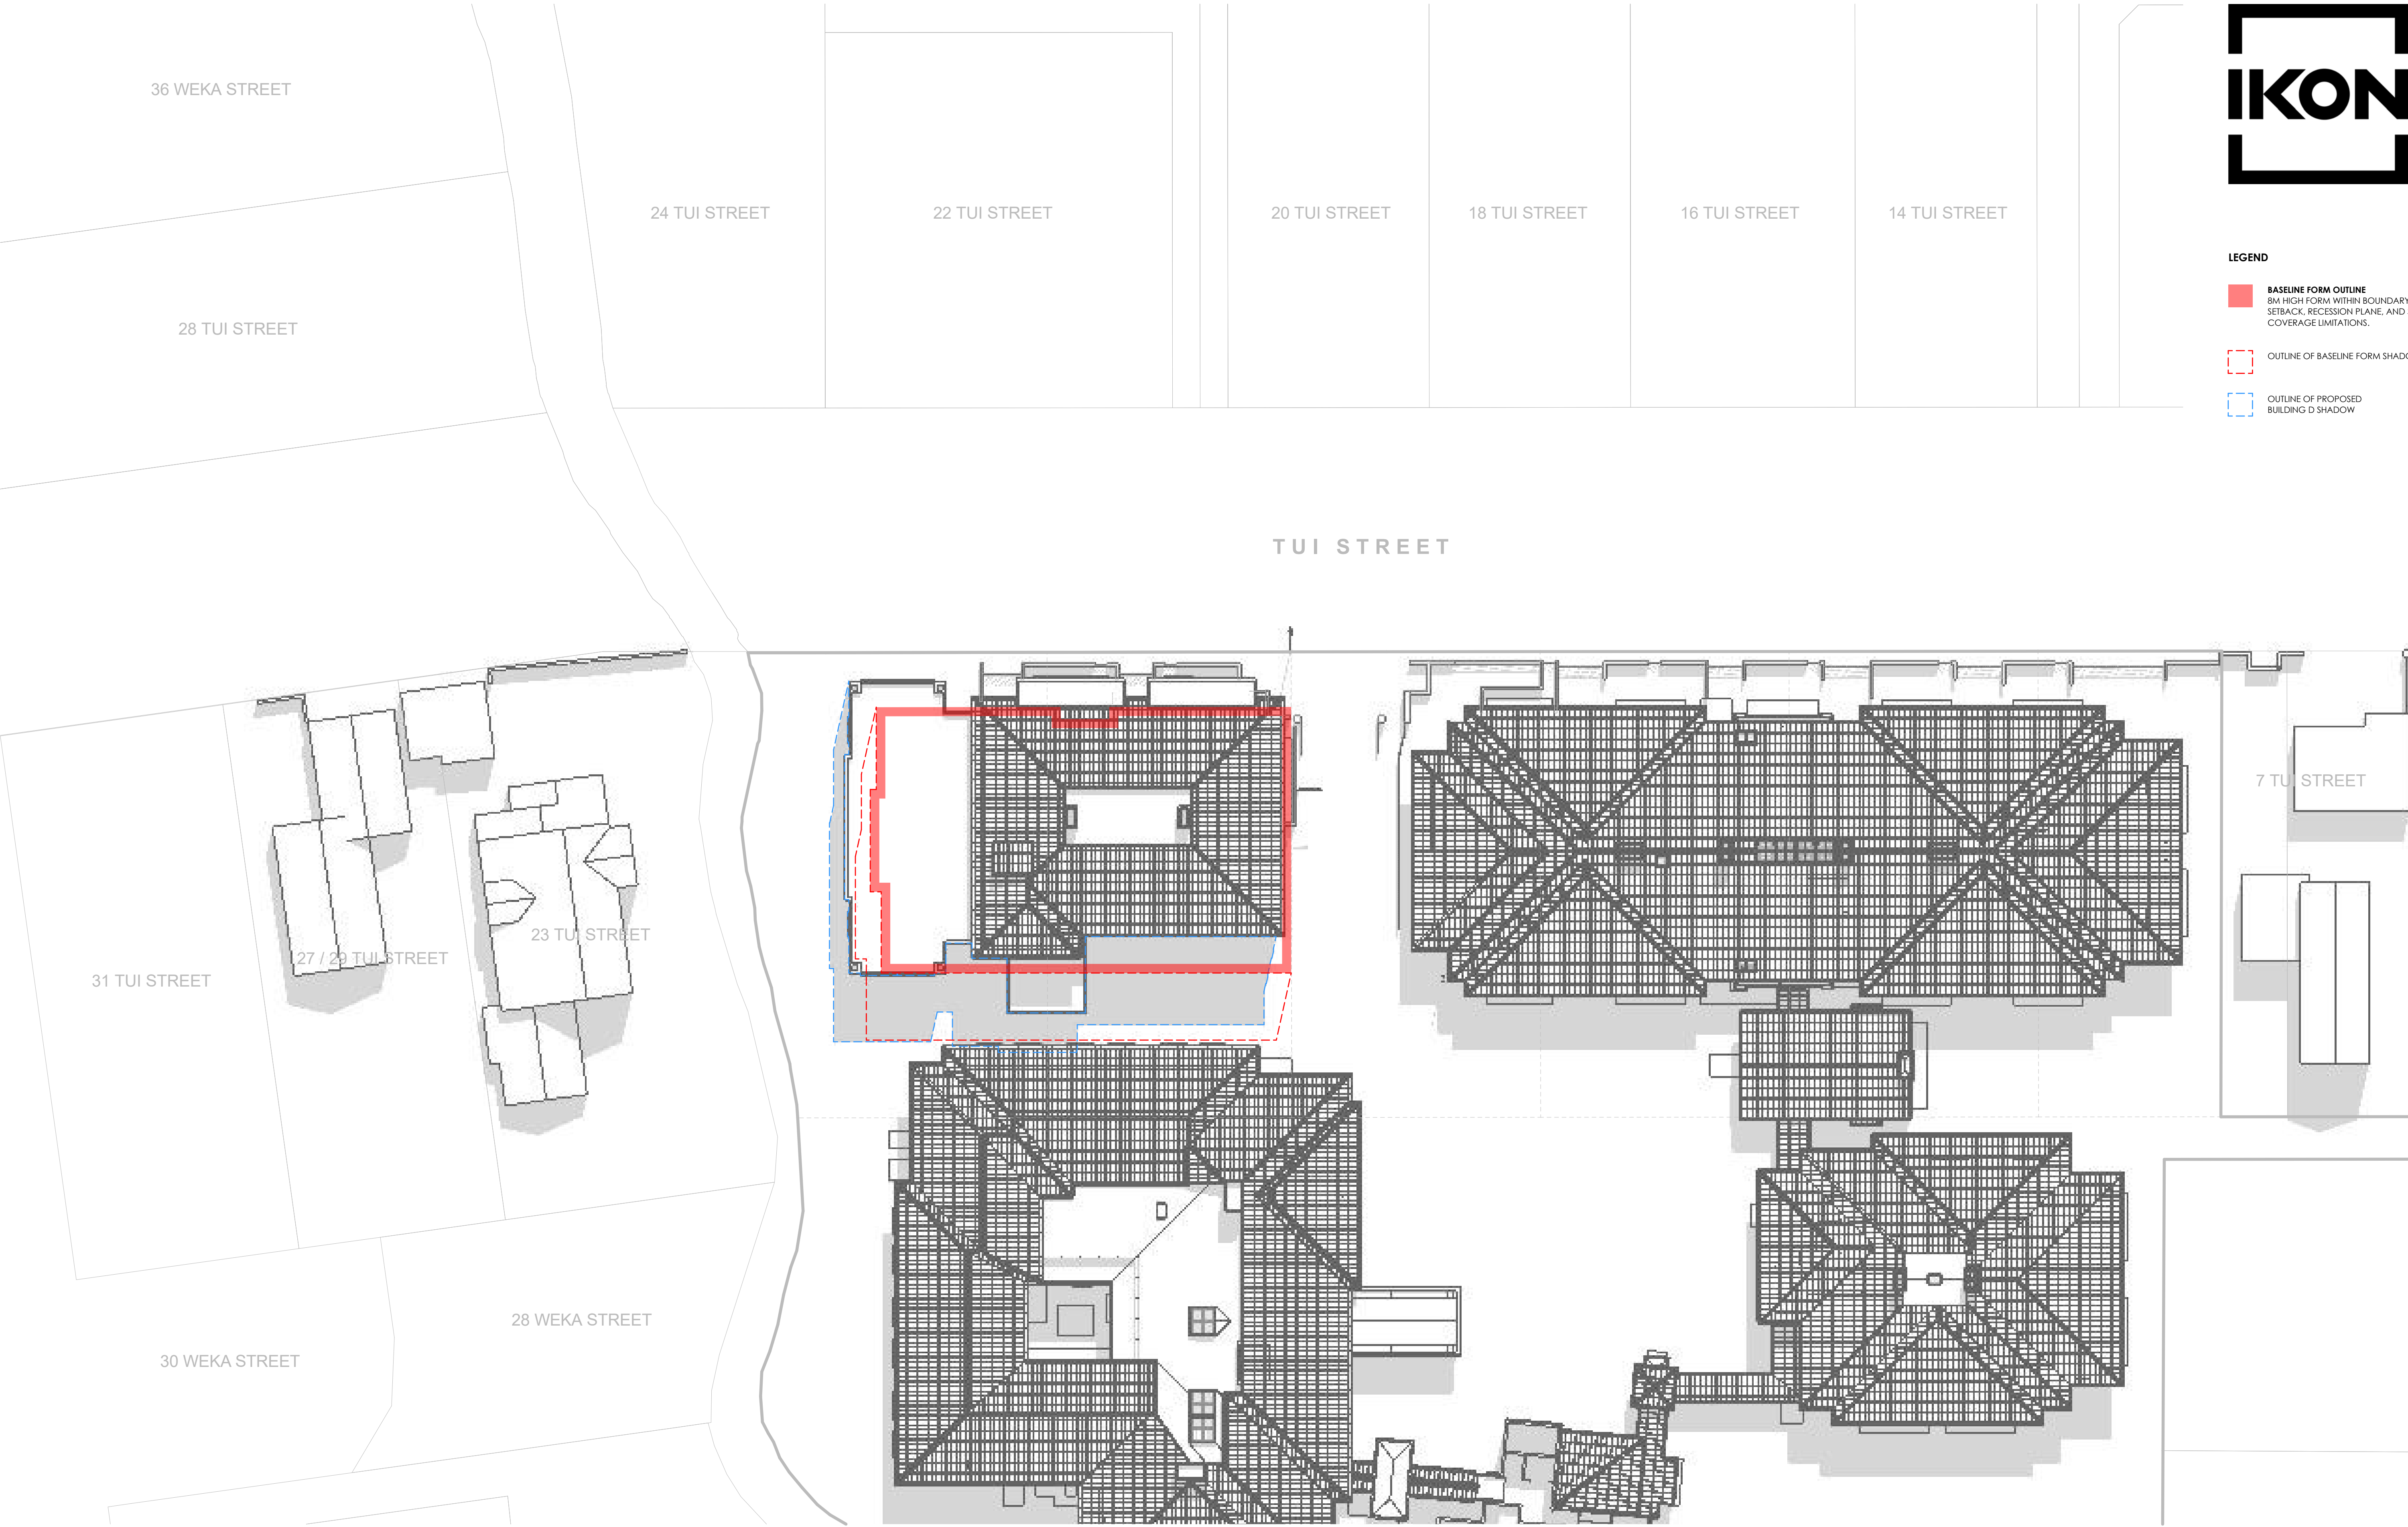 36 WEKA STREET
28 TUI STREET
24 TUI STREET
22 TUI STREET
20 TUI STREET
18 TUI STREET
16 TUI STREET
14 TUI STREET
IKON
LEGEND
BASELINE FORM OUTLINE
8M HIGH FORM WITHIN BOUNDARY
SETBACK, RECESSION PLANE, AND
COVERAGE LIMITATIONS.
OUTLINE OF BASELINE FORM
OUTLINE OF PROPOSED
BUILDING D SHADOW
TUI STREET
7 TUI STREET
23 TUI STREET
27 / 29 TUI STREET
31 TUI STREET
28 WEKA STREET
30 WEKA STREET